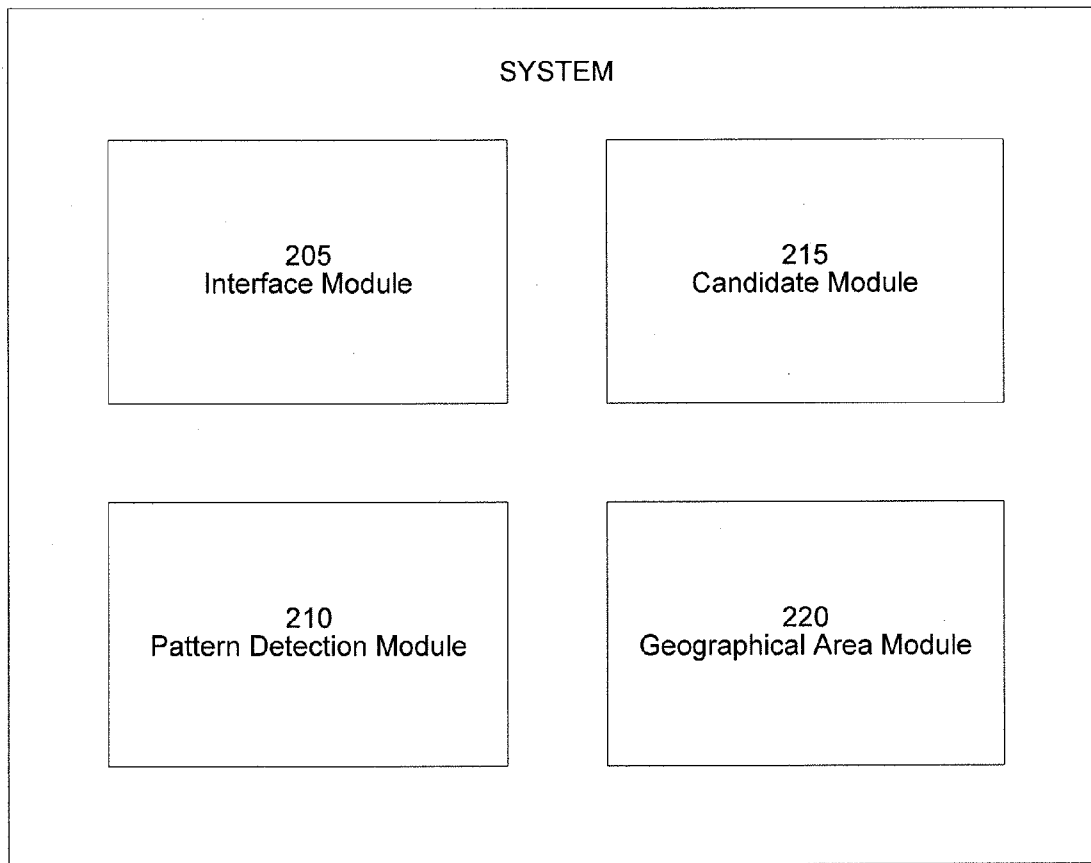 SYSTEM
205
Interface Module
215
Candidate Module
210
Pattern Detection Module
220
Geographical Area Module